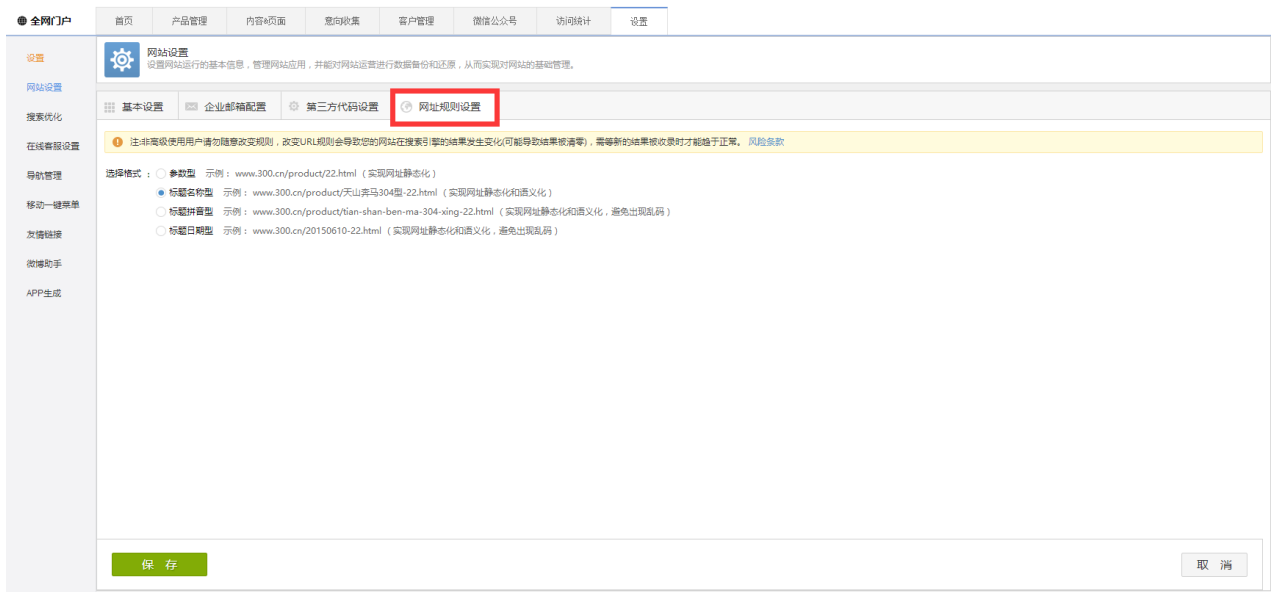 全网门户 首页 产品管理 内容&页面 意向收集 客户管理 微信公众号 访问统计 设置
设置
网站设置
搜索优化
在线客服设置
导航管理
移动一键菜单
友情链接
微博助手
APP生成
网站设置
设置网站运行的基本信息，管理网站应用，并能对网站运营进行数据备份和还原，从而实现对网站的基础管理。
基本设置 企业邮箱配置 第三方代码设置 网址规则设置
注:非高级使用用户请勿随意改变规则，改变URL规则会导致您的网站在搜索引擎的结果发生变化(可能导致结果被清零)，需等新的结果被收录时才能趋于正常。 风险条款
选择格式： 参数型 示例： www.300.cn/product/22.html （实现网址静态化）
标题名称型 示例： www.300.cn/product/天山奔马304型-22.html （实现网址静态化和语义化）
标题拼音型 示例： www.300.cn/product/tian-shan-ben-ma-304-xing-22.html （实现网址静态化和语义化，避免出现乱码）
标题日期型 示例： www.300.cn/20150610-22.html （实现网址静态化和语义化，避免出现乱码）
保 存 取 消